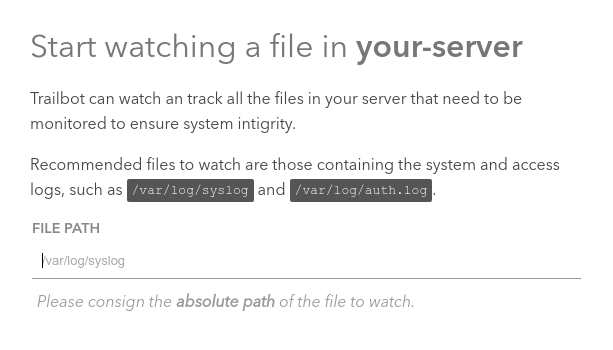 Start watching a file in your-server
Trailbot can watch an track all the files in your server that need to be
monitored to ensure system intigrity.
Recommended files to watch are those containing the system and access
logs, such as /var/log/syslog and /var/log/auth.log.
FILE PATH
/var/log/syslog
Please consign the absolute path of the file to watch.